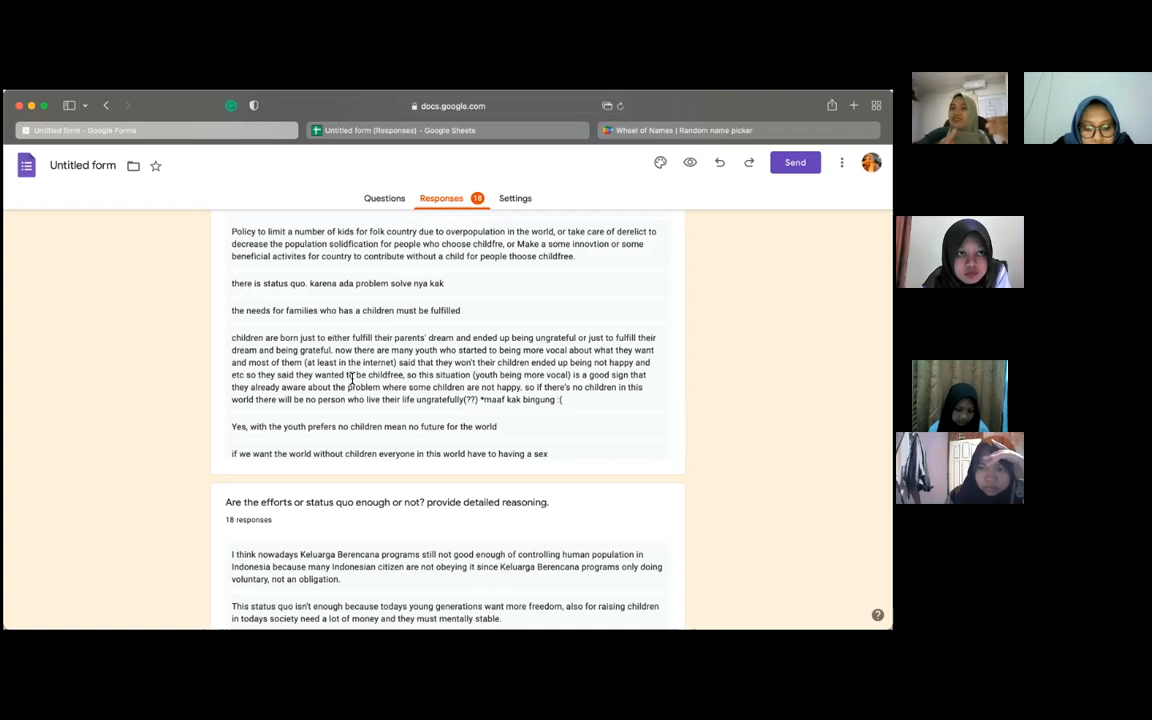 docs.google.com
Untitled form - Google Forms
Untitled form (Responses) - Google Sheets
Wheel of Names | Random name picker
Untitled form
Send
Questions
Responses 18
Settings
Policy to limit a number of kids for folk country due to overpopulation in the world, or take care of derelict to
decrease the population solidification for people who choose childfre, or Make a some innovtion or some
beneficial activites for country to contribute without a child for people thoose childfree.
there is status quo. karena ada problem solve nya kak
the needs for families who has a children must be fulfilled
children are born just to either fulfill their parents' dream and ended up being ungrateful or just to fulfill their
dream and being grateful. now there are many youth who started to being more vocal about what they want
and most of them (at least in the internet) said that they won't their children ended up being not happy and
etc so they said they wanted to be childfree, so this situation (youth being more vocal) is a good sign that
they already aware about the problem where some children are not happy. so if there's no children in this
world there will be no person who live their life ungratefully(??) *maaf kak bingung :(
Yes, with the youth prefers no children mean no future for the world
if we want the world without children everyone in this world have to having a sex
Are the efforts or status quo enough or not? provide detailed reasoning.
18 responses
I think nowadays Keluarga Berencana programs still not good enough of controlling human population in
Indonesia because many Indonesian citizen are not obeying it since Keluarga Berencana programs only doing
voluntary, not an obligation.
This status quo isn't enough because todays young generations want more freedom, also for raising children
in todays society need a lot of money and they must mentally stable.